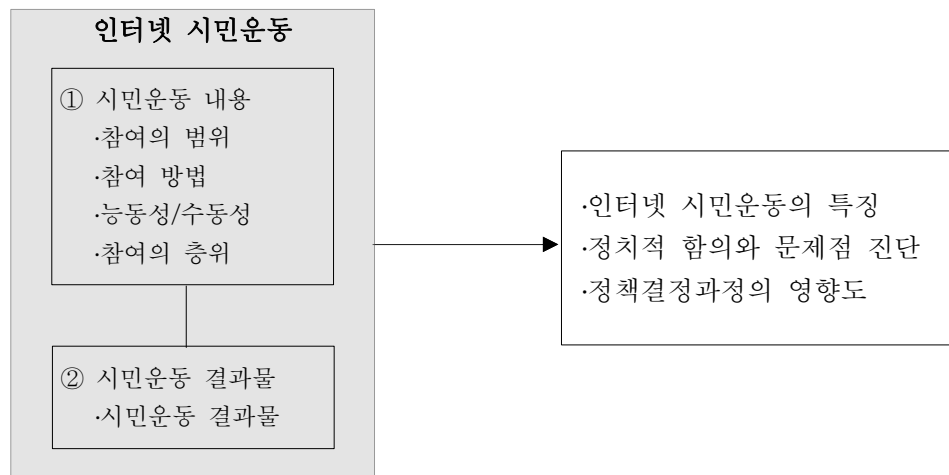 인터넷 시민운동
① 시민운동 내용
·참여의 범위
·참여 방법
·능동성/수동성
·참여의 층위
② 시민운동 결과물
·시민운동 결과물
·인터넷 시민운동의 특징
·정치적 함의와 문제점 진단
·정책결정과정의 영향도